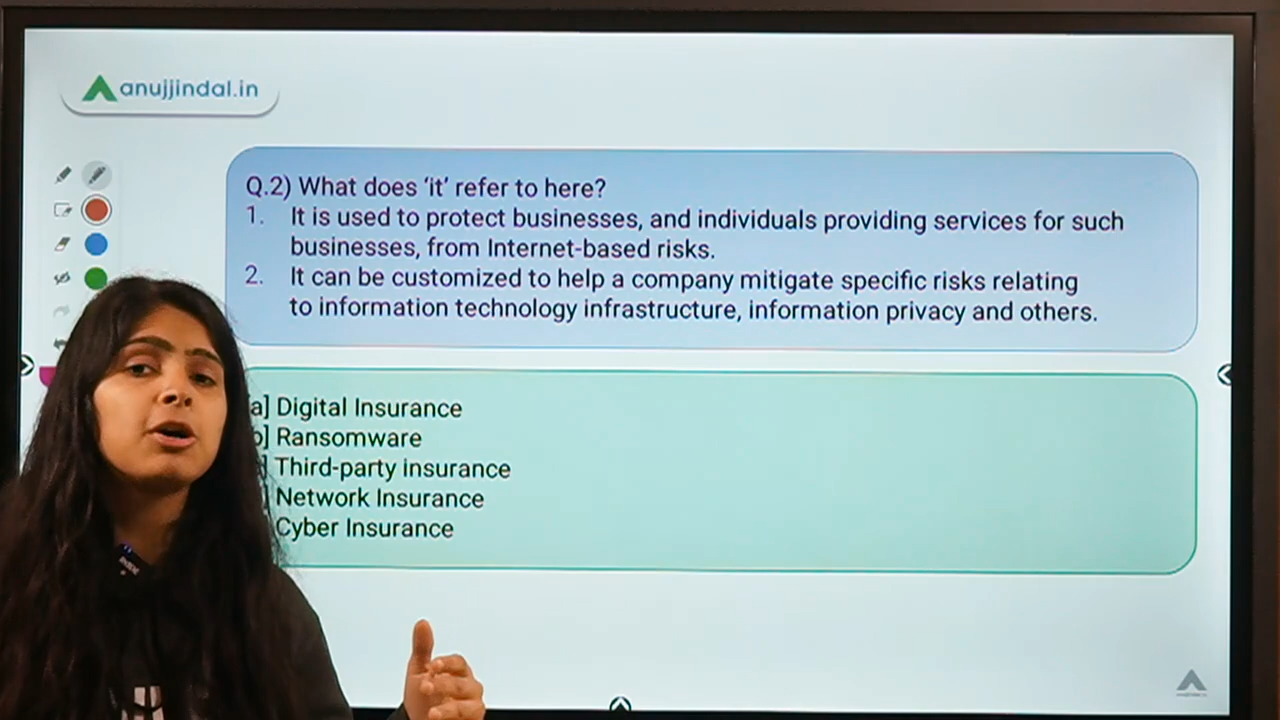 anujjindal.in
Q.2) What does ‘it’ refer to here?
1. It is used to protect businesses, and individuals providing services for such
businesses, from Internet-based risks.
2. It can be customized to help a company mitigate specific risks relating
to information technology infrastructure, information privacy and others.
a] Digital Insurance
b] Ransomware
] Third-party insurance
] Network Insurance
Cyber Insurance